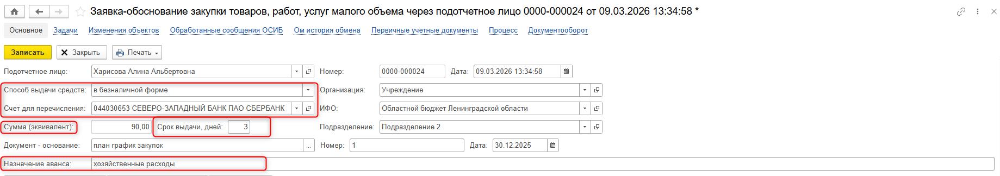 Заявка-обоснование закупки товаров, работ, услуг малого объема через подотчетное лицо 0000-000024 от 09.03.2026 13:34:58 *
Основное Задачи Изменения объектов Обработанные сообщения ОСИБ Ом история обмена Первичные учетные документы Процесс Документооборот
Записать Закрыть Печать
Подотчетное лицо: Харисова Алина Альбертовна Номер: 0000-000024 Дата: 09.03.2026 13:34:58
Способ выдачи средств: в безналичной форме Организация: Учреждение
Счет для перечисления: 044030653 СЕВЕРО-ЗАПАДНЫЙ БАНК ПАО СБЕРБАНК ИФО: Областной бюджет Ленинградской области
Сумма (эквивалент): 90,00 Срок выдачи, дней: 3 Подразделение: Подразделение 2
Документ - основание: план график закупок ... Номер: 1 Дата: 30.12.2025
Назначение аванса: хозяйственные расходы